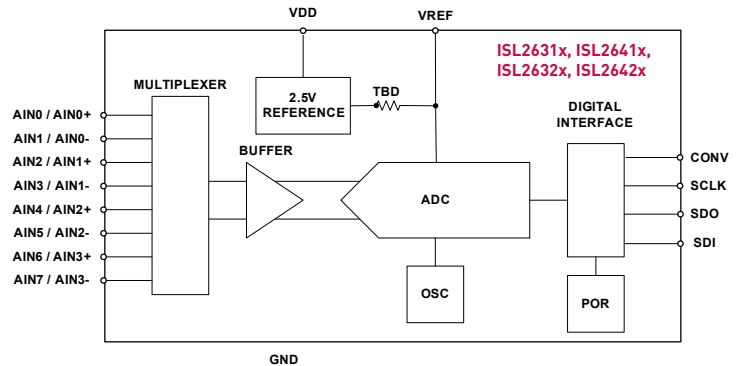 VDD
VREF
ISL2631x, ISL2641x,
ISL2632x, ISL2642x
MULTIPLEXER
2.5V
REFERENCE
TBD
DIGITAL
INTERFACE
BUFFER
ADC
AIN0 / AIN0+
AIN1 / AIN0-
AIN2 / AIN1+
AIN3 / AIN1-
AIN4 / AIN2+
AIN5 / AIN2-
AIN6 / AIN3+
AIN7 / AIN3-
CONV
SCLK
SDO
SDI
OSC
POR
GND